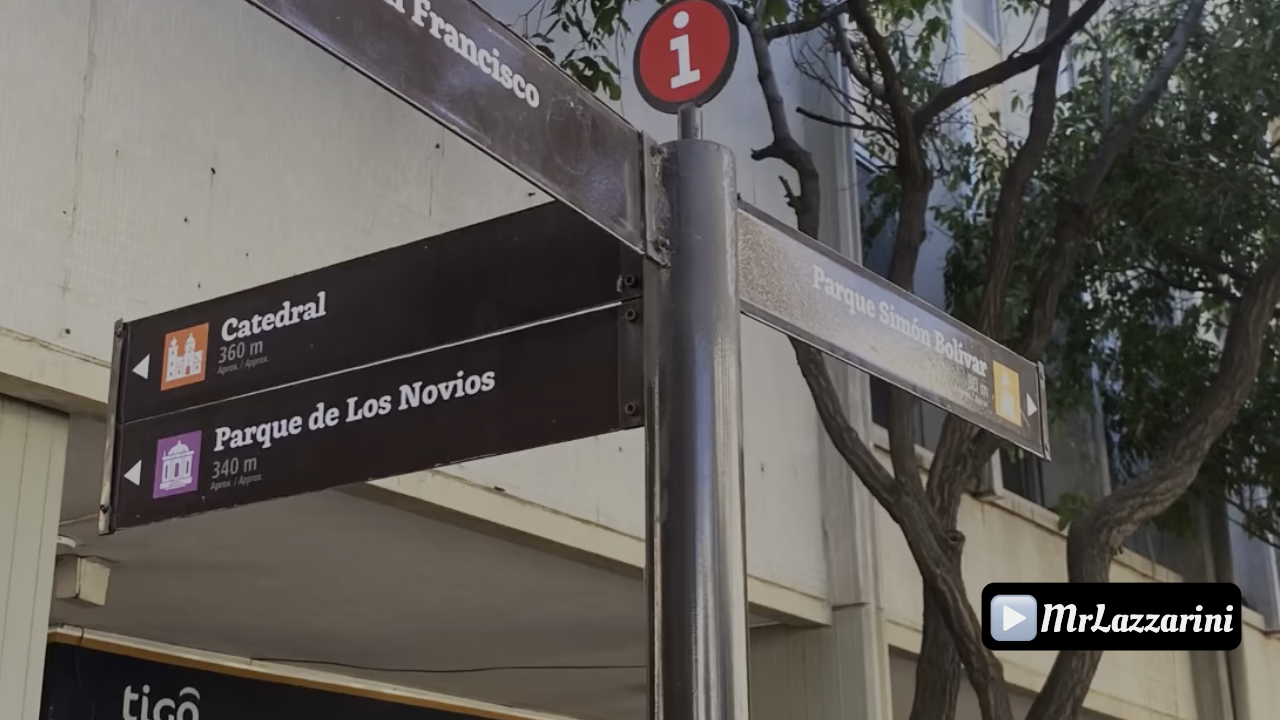 Francisco
i
Catedral
360 m
Aprox. / Approx.
Parque de Los Novios
340 m
Aprox. / Approx.
Parque Simón Bolívar
tigo
MrLazzarini